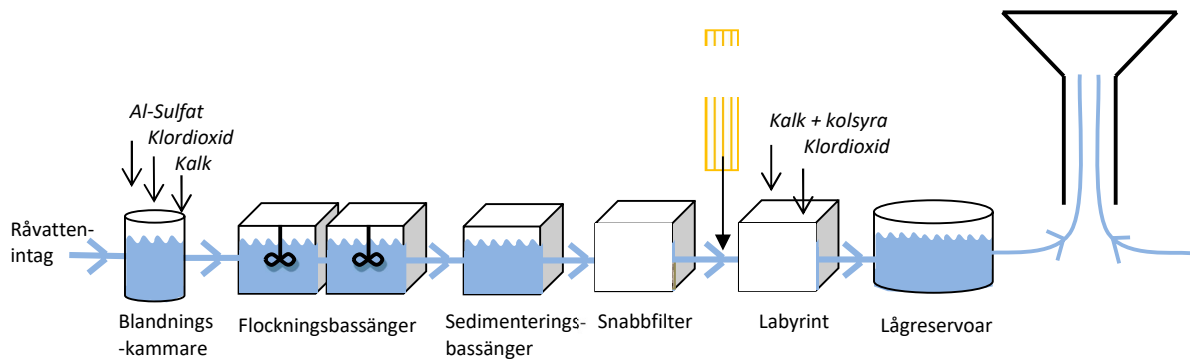 Al-Sulfat
Klordioxid
Kalk
Kalk + kolsyra
Klordioxid
Råvatten-
intag
Blandnings
-kammare
Flockningsbassänger
Sedimenterings-
bassänger
Snabbfilter
Labyrint
Lågreservoar